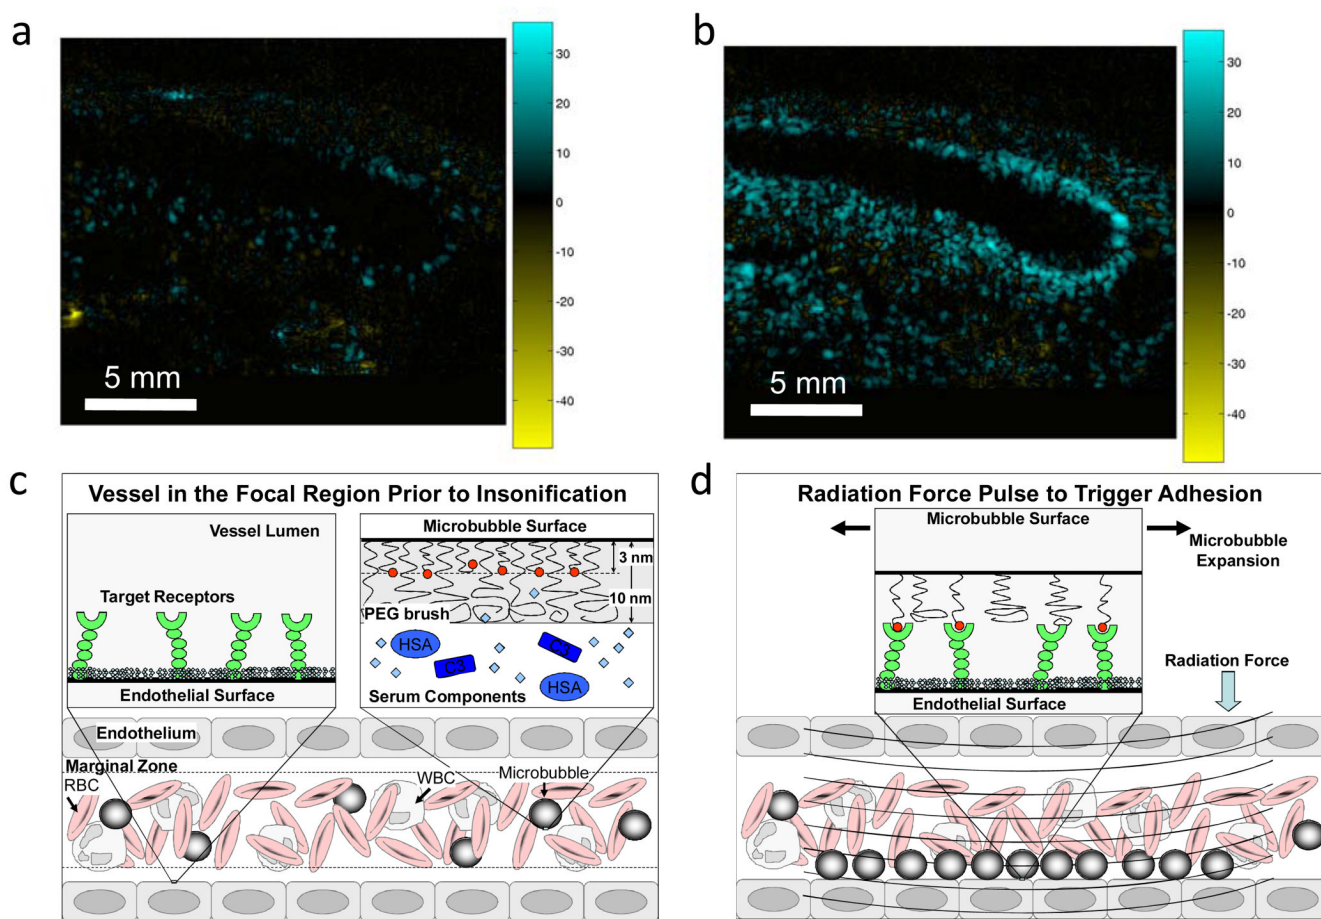 a
30
20
10
0
-10
-20
-30
-40
5 mm
b
30
20
10
0
-10
-20
-30
-40
5 mm
c
Vessel in the Focal Region Prior to Insonification
Vessel Lumen
Target Receptors
Endothelial Surface
Microbubble Surface
3 nm
10 nm
PEG brush
HSA
C3
C3
HSA
Serum Components
Endothelium
Marginal Zone
RBC
WBC
Microbubble
d
Radiation Force Pulse to Trigger Adhesion
Microbubble Surface
Microbubble
Expansion
Radiation Force
Endothelial Surface